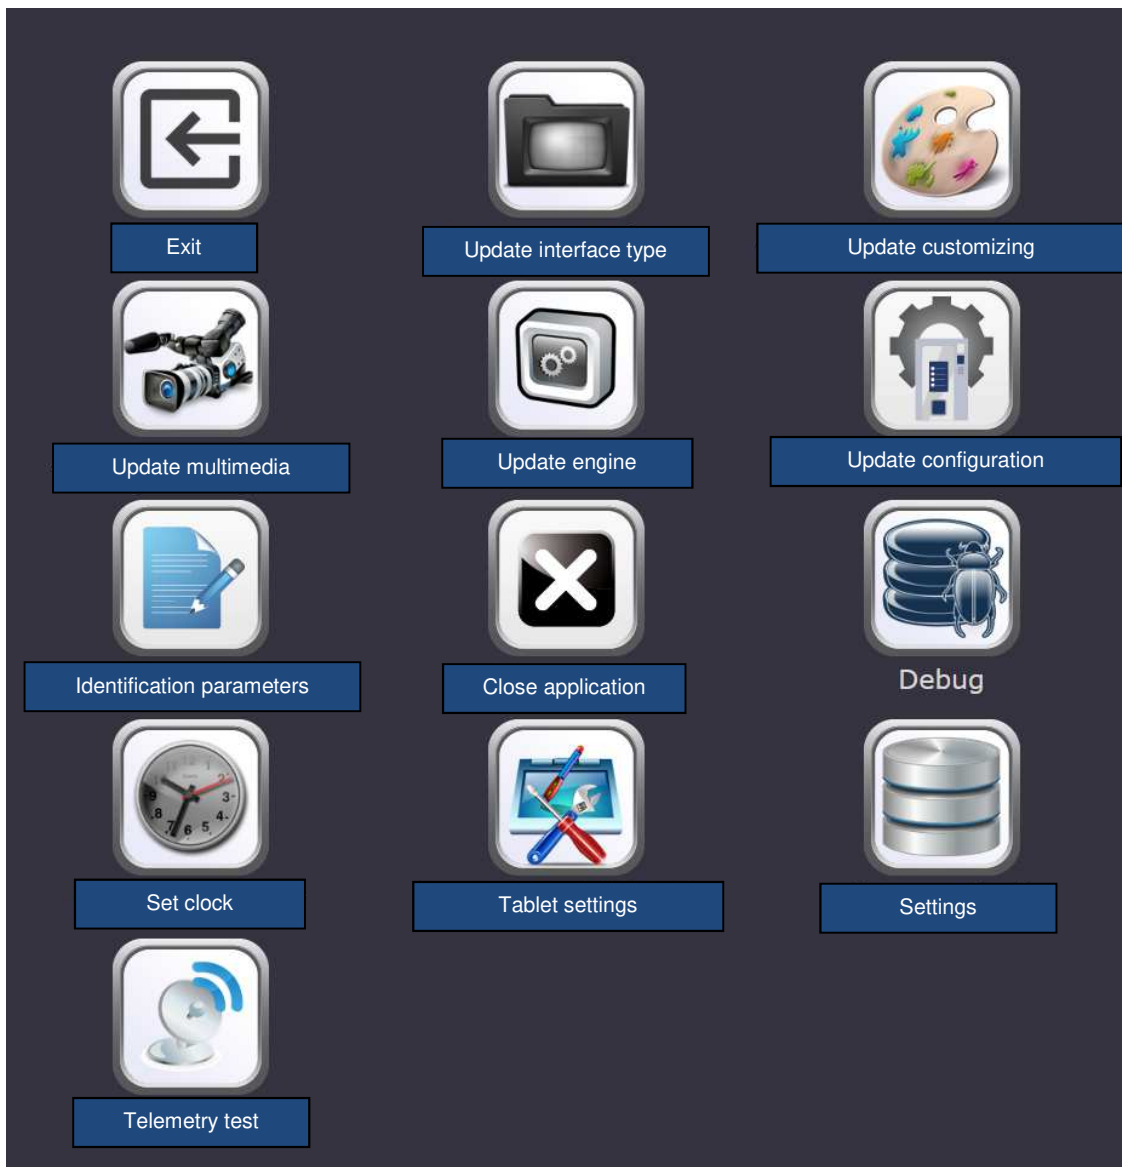 Exit
Update interface type
Update customizing
Update multimedia
Update engine
Update configuration
Identification parameters
Close application
Debug
Set clock
Tablet settings
Settings
Telemetry test